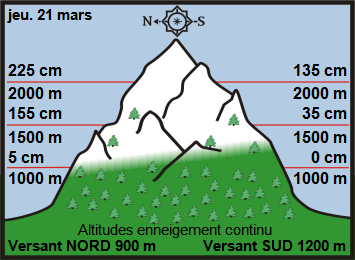 jeu. 21 mars
N S
225 cm 135 cm
2000 m 2000 m
155 cm 35 cm
1500 m 1500 m
5 cm 0 cm
1000 m 1000 m
Altitudes enneigement continu
Versant NORD 900 m Versant SUD 1200 m